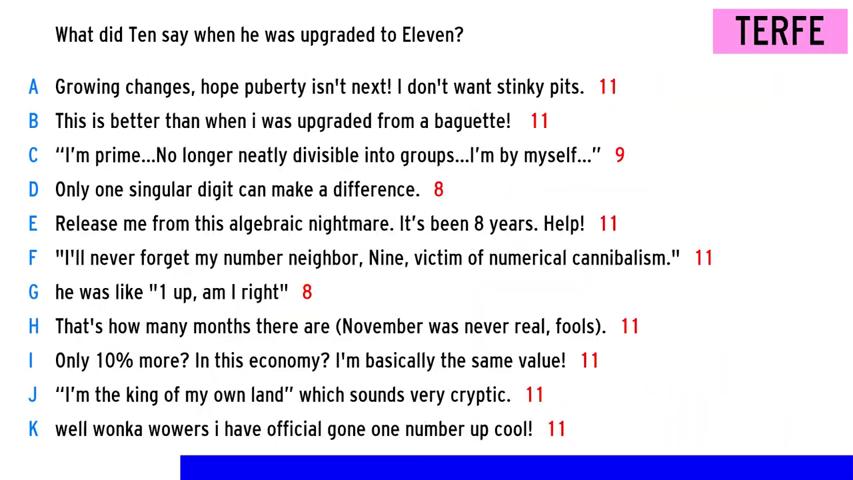 What did Ten say when he was upgraded to Eleven?
TERFE
A Growing changes, hope puberty isn't next! I don't want stinky pits. 11
B This is better than when i was upgraded from a baguette! 11
C “I’m prime...No longer neatly divisible into groups...I’m by myself...” 9
D Only one singular digit can make a difference. 8
E Release me from this algebraic nightmare. It’s been 8 years. Help! 11
F "I'll never forget my number neighbor, Nine, victim of numerical cannibalism." 11
G he was like "1 up, am I right" 8
H That's how many months there are (November was never real, fools). 11
I Only 10% more? In this economy? I'm basically the same value! 11
J “I’m the king of my own land” which sounds very cryptic. 11
K well wonka wowers i have official gone one number up cool! 11